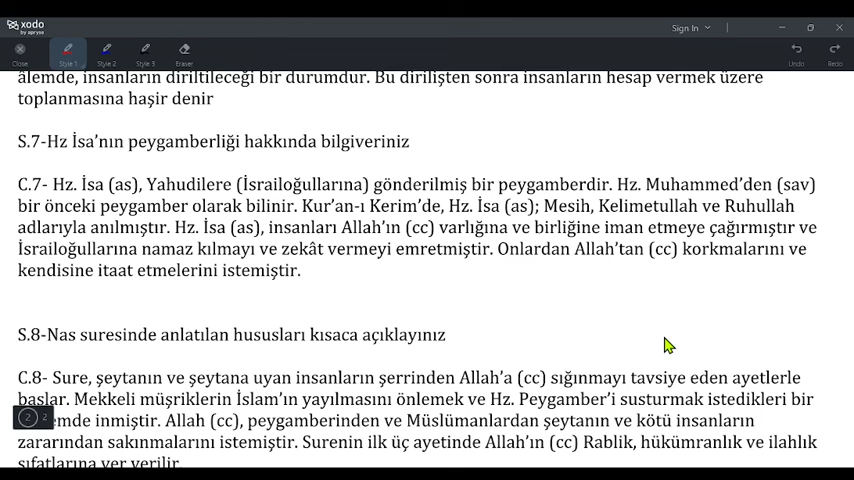 xodo
by apryse
Sign In
Close
Style 1
Style 2
Style 3
Eraser
Undo
Redo
âlemde, insanların diriltileceği bir durumdur. Bu dirilişten sonra insanların hesap vermek üzere
toplanmasına haşir denir
S.7-Hz İsa’nın peygamberliği hakkında bilgiveriniz
C.7- Hz. İsa (as), Yahudilere (İsrailoğullarına) gönderilmiş bir peygamberdir. Hz. Muhammed’den (sav)
bir önceki peygamber olarak bilinir. Kur’an-ı Kerim’de, Hz. İsa (as); Mesih, Kelimetullah ve Ruhullah
adlarıyla anılmıştır. Hz. İsa (as), insanları Allah’ın (cc) varlığına ve birliğine iman etmeye çağırmıştır ve
İsrailoğullarına namaz kılmayı ve zekât vermeyi emretmiştir. Onlardan Allah’tan (cc) korkmalarını ve
kendisine itaat etmelerini istemiştir.
S.8-Nas suresinde anlatılan hususları kısaca açıklayınız
C.8- Sure, şeytanın ve şeytana uyan insanların şerrinden Allah’a (cc) sığınmayı tavsiye eden ayetlerle
başlar. Mekkeli müşriklerin İslam’ın yayılmasını önlemek ve Hz. Peygamber’i susturmak istedikleri bir
2 2 emde inmiştir. Allah (cc), peygamberinden ve Müslümanlardan şeytanın ve kötü insanların
zararından sakınmalarını istemiştir. Surenin ilk üç ayetinde Allah’ın (cc) Rablik, hükümranlık ve ilahlık
sıfatlarına yer verilir.